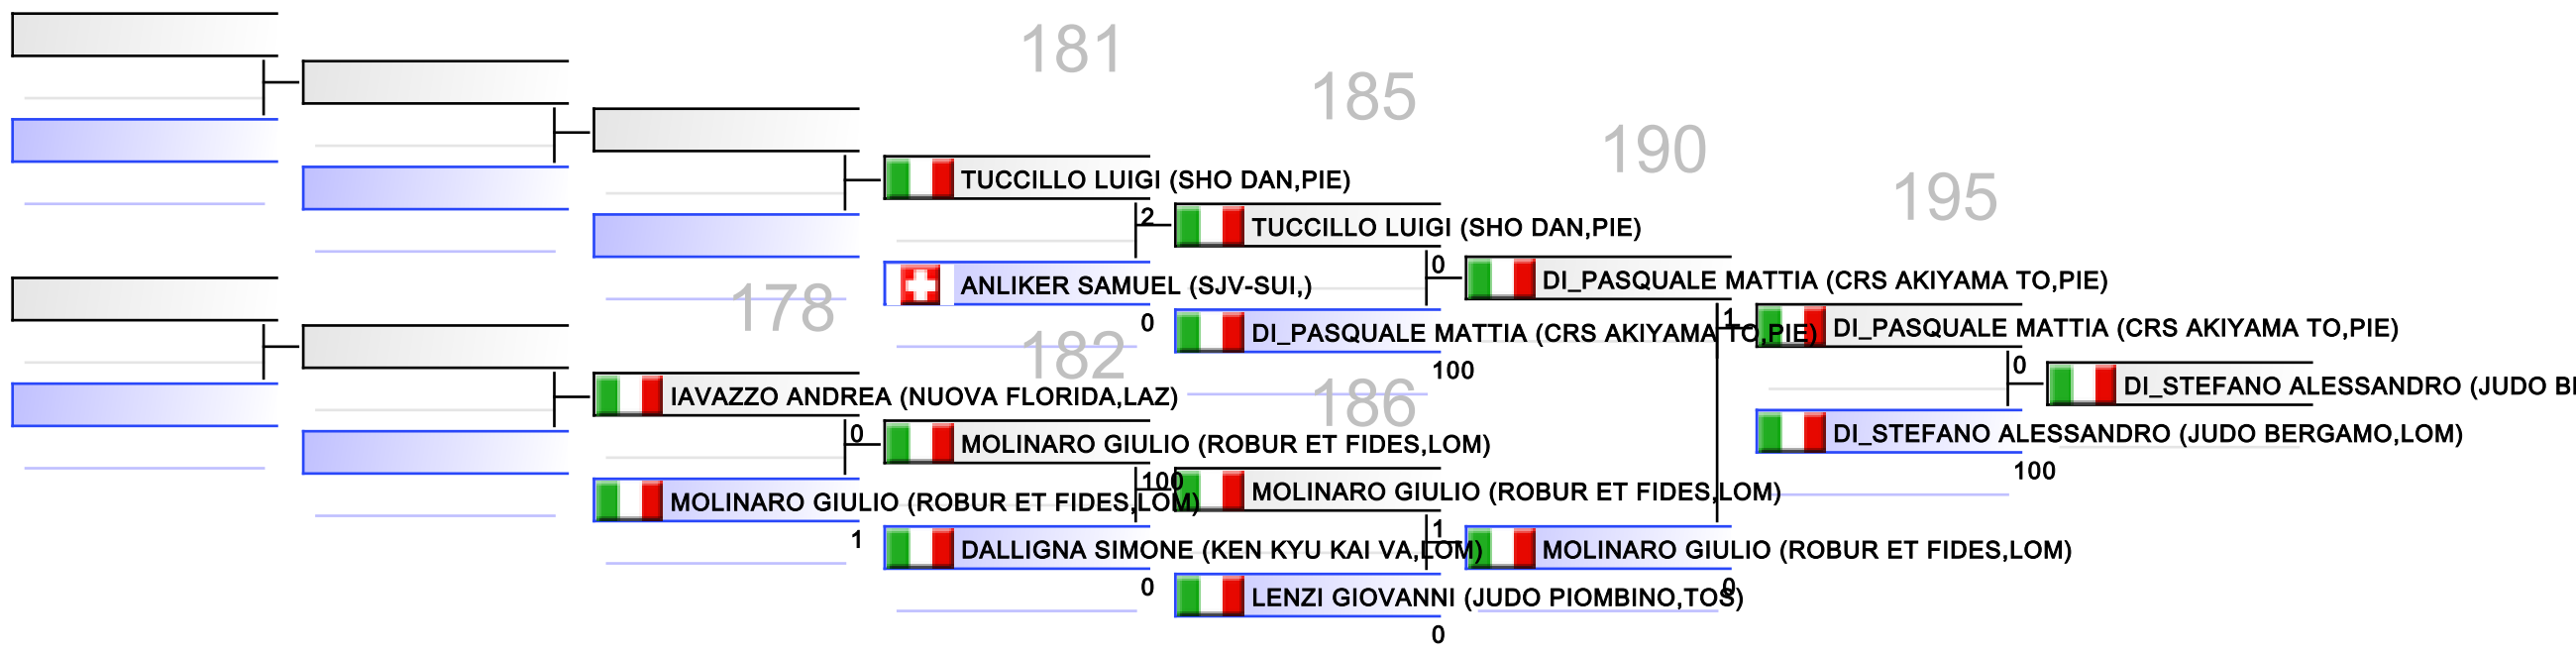 181
185
190
195
TUCCILLO LUIGI (SHO DAN,PIE)
2
TUCCILLO LUIGI (SHO DAN,PIE)
0
ANLIKER SAMUEL (SJV-SUI,)
0
DI_PASQUALE MATTIA (CRS AKIYAMA TO,PIE)
DI_PASQUALE MATTIA (CRS AKIYAMA TO,PIE)
100
1
DI_PASQUALE MATTIA (CRS AKIYAMA TO,PIE)
0
DI_STEFANO ALESSANDRO (JUDO BE
DI_STEFANO ALESSANDRO (JUDO BERGAMO,LOM)
100
178
182
186
IAVAZZO ANDREA (NUOVA FLORIDA,LAZ)
0
MOLINARO GIULIO (ROBUR ET FIDES,LOM)
100
MOLINARO GIULIO (ROBUR ET FIDES,LOM)
MOLINARO GIULIO (ROBUR ET FIDES,LOM)
1
1
DALLIGNA SIMONE (KEN KYU KAI VA,LOM)
0
MOLINARO GIULIO (ROBUR ET FIDES,LOM)
0
LENZI GIOVANNI (JUDO PIOMBINO,TOS)
0